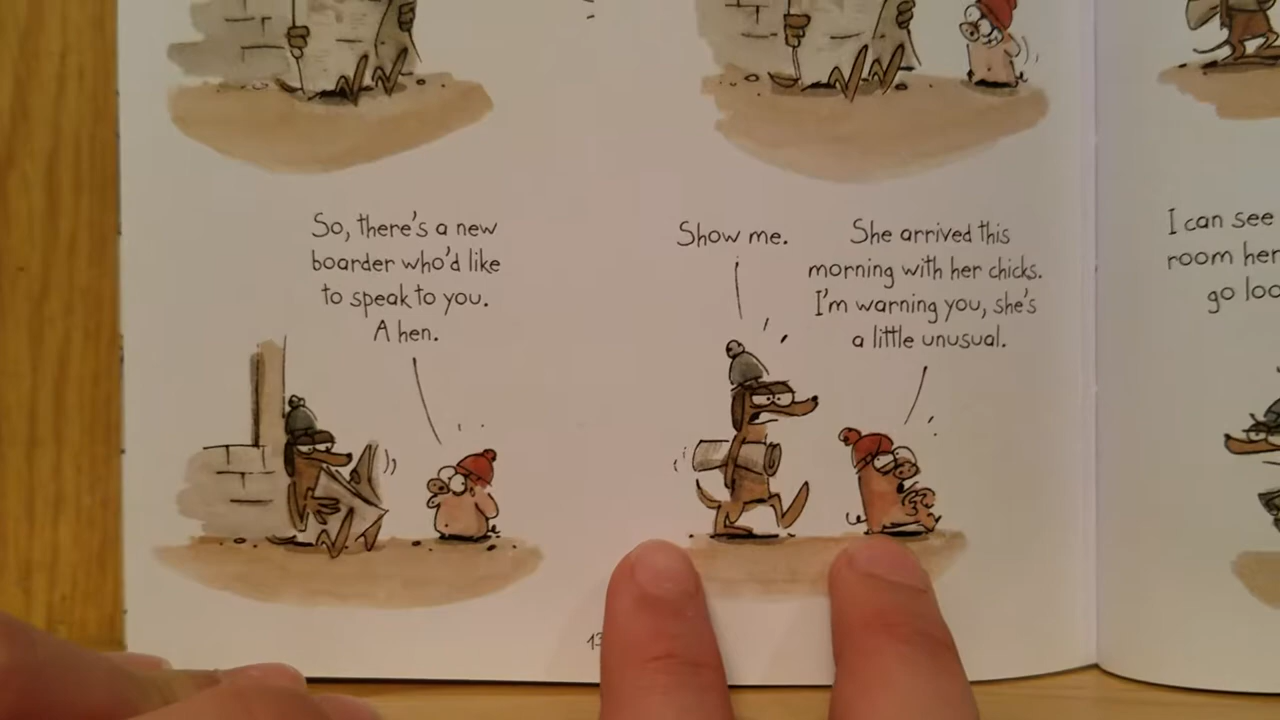 So, there's a new
boarder who'd like
to speak to you.
A hen.
Show me.
She arrived this
morning with her chicks.
I'm warning you, she's
a little unusual.
I can see
room her
go loo
13